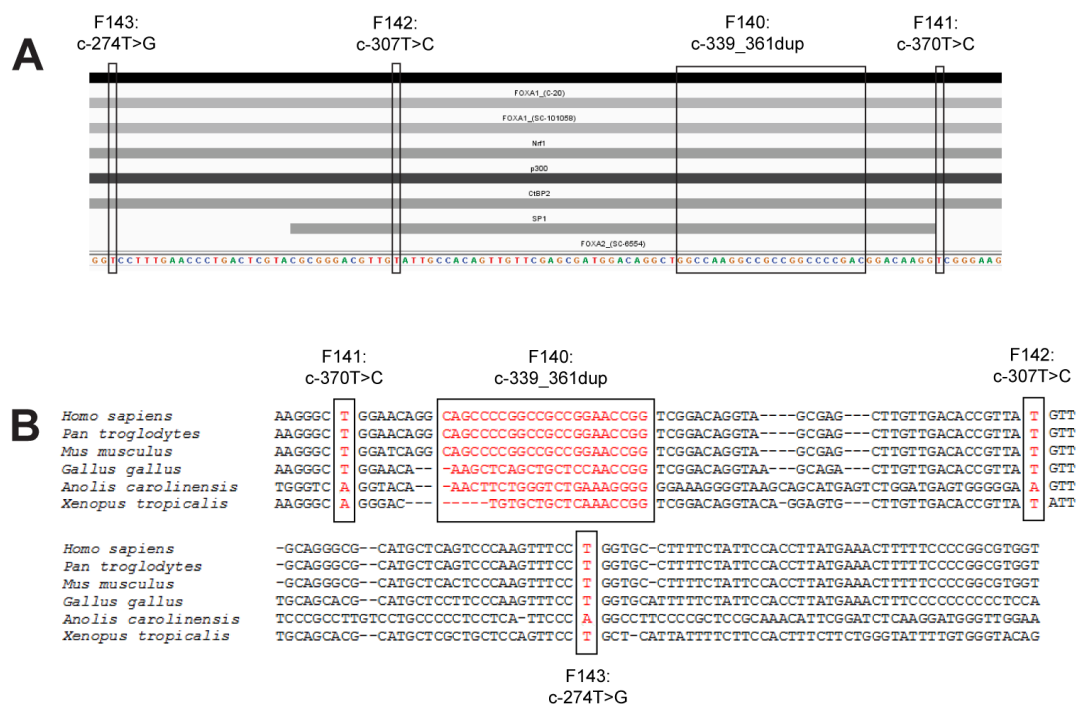 A
F143:
c-274T>G
F142:
c-307T>C
F140:
c-339_361dup
F141:
c-370T>C
FOXA1_(C-20)
FOXA1_(SC-101058)
Nrf1
p300
CtBP2
SP1
FOXA2_(SC-6554)
GGTCCTTTGAACCCTGACTCGTACGCGGGACGTTGTATTGCCACAGTTGTTCGAGCGATGGACAGGCTGGCCAAGGCCGCCGGCCCCGACGGACAAGGTCGGGAAG
B
F141:
c-370T>C
F140:
c-339_361dup
F142:
c-307T>C
Homo sapiens AAGGGC T GGAACAGG CAGCCCCGGCCGCCGGAACCGG TCGGACAGGTA----GCGAG---CTTGTTGACACCGTTA T GTT
Pan troglodytes AAGGGC T GGAACAGG CAGCCCCGGCCGCCGGAACCGG TCGGACAGGTA----GCGAG---CTTGTTGACACCGTTA T GTT
Mus musculus AAGGGC T GGATCAGG CAGCCCCGGCCGCCGGAACCGG TCGGACAGGTA----GCGAG---CTTGTTGACACCGTTA T GTT
Gallus gallus AAGGGC T GGAACA-- -AAGCTCAGCTGCTCCAACCGG TCGGACAGGTAA---GCAGA---CTTGTTGACACCGTTA T GTT
Anolis carolinensis TGGGTC A GGTACA-- -AACTTCTGGGTCTGAAAGGGG GGAAAGGGGTAAGCAGCATGAGTCTGGATGAGTGGGGGA A GTT
Xenopus tropicalis AAGGGC A GGGAC--- -----TGTGCTGCTCAAACCGG TCGGACAGGTACA-GGAGTG---CTTGTTGACACCGTTA T ATT
Homo sapiens -GCAGGGCG--CATGCTCAGTCCCAAGTTTCC T GGTGC-CTTTTCTATTCCACCTTATGAAACTTTTTCCCCGGCGTGGT
Pan troglodytes -GCAGGGCG--CATGCTCAGTCCCAAGTTTCC T GGTGC-CTTTTCTATTCCACCTTATGAAACTTTTTCCCCGGCGTGGT
Mus musculus -GCAGGGCG--CATGCTCACTCCCAAGTTTCC T GGTGC-CTTTTCTATTCCACCTTATGAAACTTTTTCCCCGGCGTGGT
Gallus gallus TGCAGCACG--CATGCTCCTTCCCAAGTTTCC T GGTGCATTTTCTATTCCACCTTATGAAACTTTCCCCCCCCCCTCCA
Anolis carolinensis TCCCGCCTTGTCCTGCCCCCTCCTCA-TTCCC A GGCCTTCCCCGCTCCGCAAACATTCGGATCTCAAGGATGGGTTGGAA
Xenopus tropicalis TGCAGCACG--CATGCTCGCTGCTCCAGTTCC T GCT-CATTATTTTCTTCCACTTTCTTCTGGGTATTTTGTGGGTACAG
F143:
c-274T>G